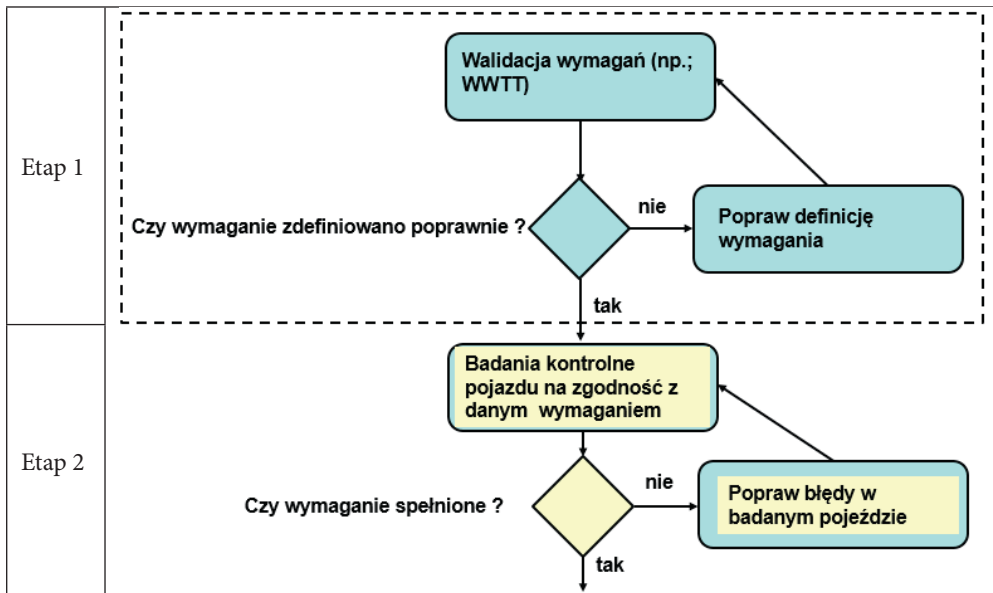 Etap 1
Walidacja wymagań (np.;
WWTT)
Czy wymaganie zdefiniowano poprawnie ?
nie
Popraw definicję
wymagania
tak
Etap 2
Badania kontrolne
pojazdu na zgodność z
danym wymaganiem
Czy wymaganie spełnione ?
nie
Popraw błędy w
badanym pojeździe
tak